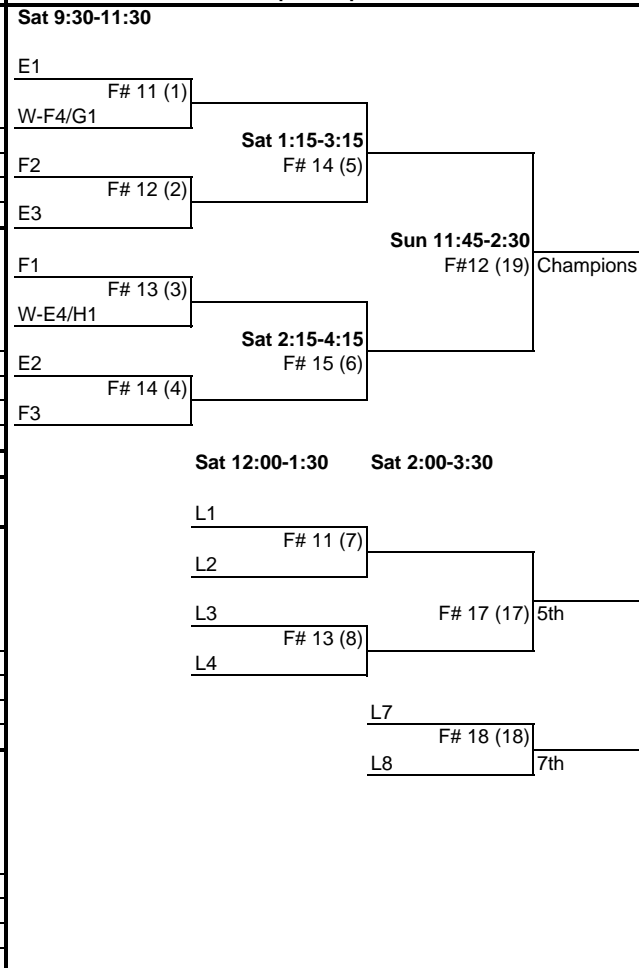 Sat 9:30-11:30
E1
F# 11 (1)
W-F4/G1
Sat 1:15-3:15
F2
F# 14 (5)
F# 12 (2)
E3
Sun 11:45-2:30
F1
F#12 (19) Champions
F# 13 (3)
W-E4/H1
Sat 2:15-4:15
E2
F# 15 (6)
F# 14 (4)
F3
Sat 12:00-1:30 Sat 2:00-3:30
L1
F# 11 (7)
L2
L3
F# 17 (17) 5th
F# 13 (8)
L4
L7
F# 18 (18)
L8
7th